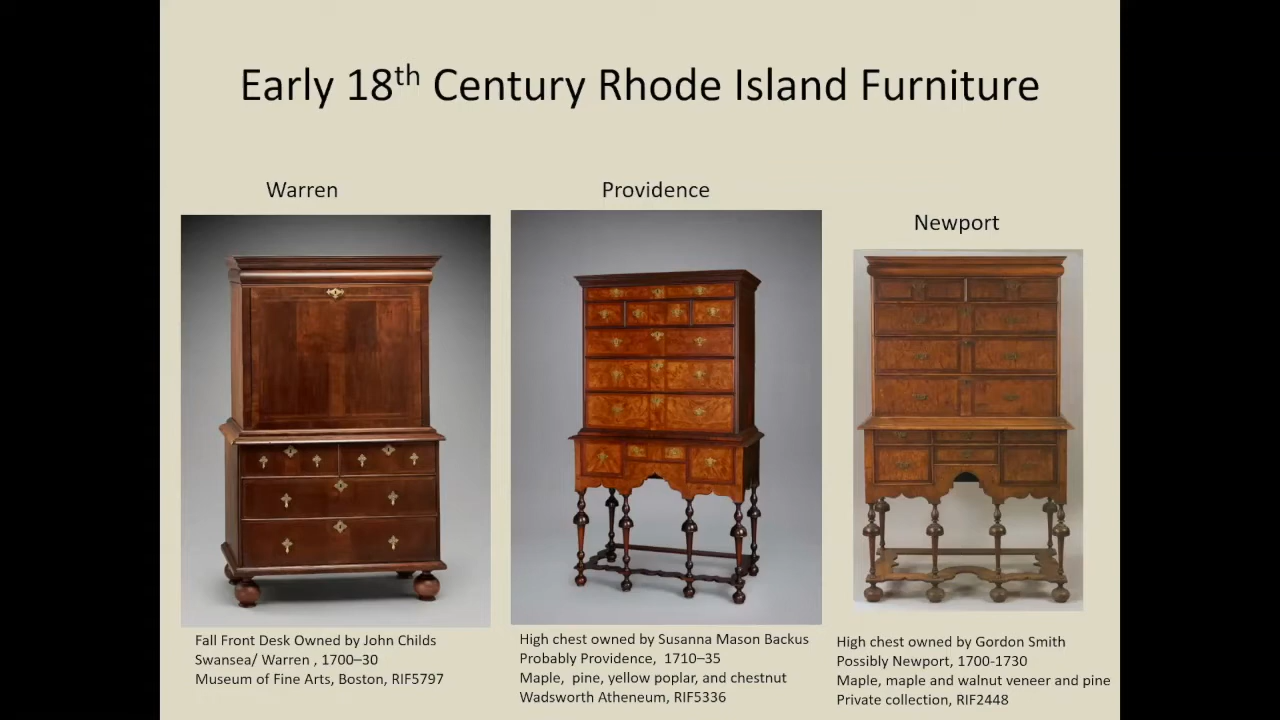 Early 18th Century Rhode Island Furniture
Warren
Providence
Newport
Fall Front Desk Owned by John Childs
Swansea/ Warren , 1700–30
Museum of Fine Arts, Boston, RIF5797
High chest owned by Susanna Mason Backus
Probably Providence,  1710–35
Maple,  pine, yellow poplar, and chestnut
Wadsworth Atheneum, RIF5336
High chest owned by Gordon Smith
Possibly Newport, 1700-1730
Maple, maple and walnut veneer and pine
Private collection, RIF2448